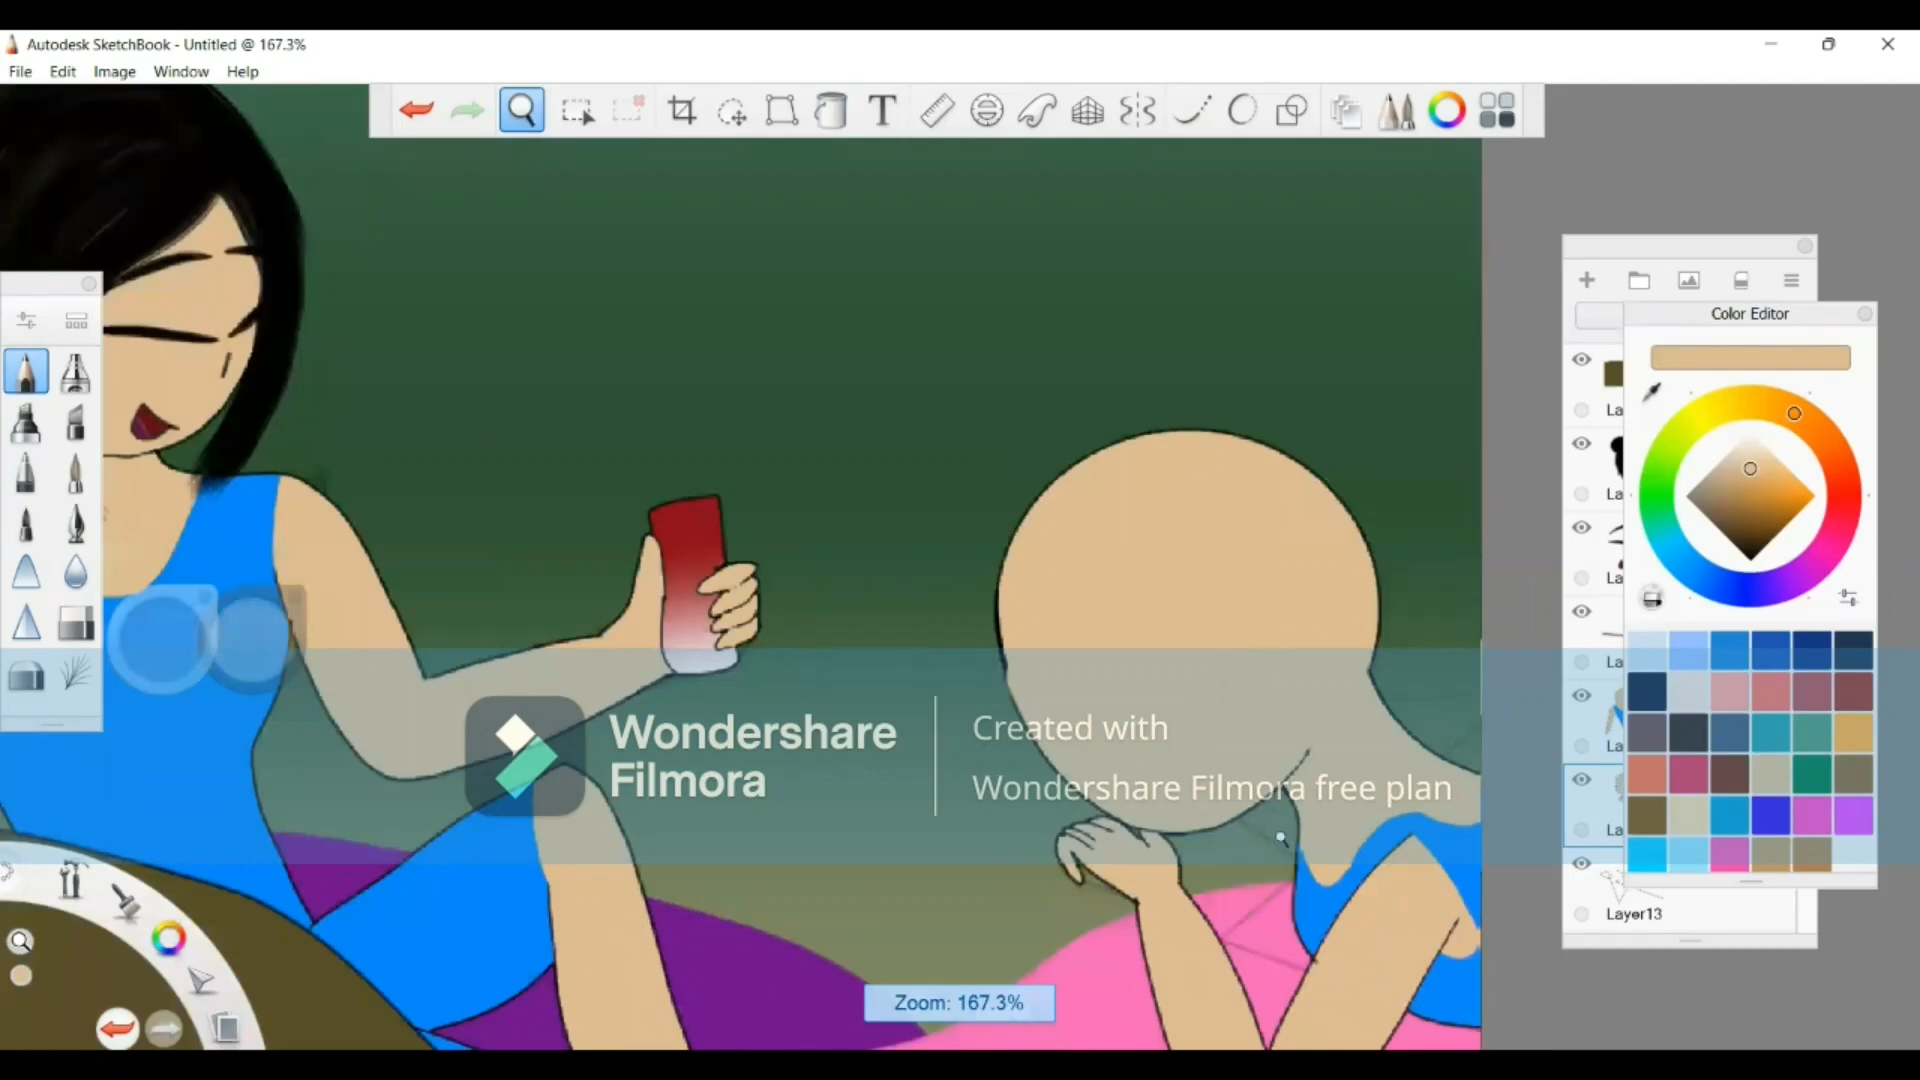 Autodesk SketchBook - Untitled @ 167.3%
File Edit Image Window Help
T
Color Editor
La
La
La
La
La
La
Layer13
Wondershare
Filmora
Created with
Wondershare Filmora free plan
Zoom: 167.3%